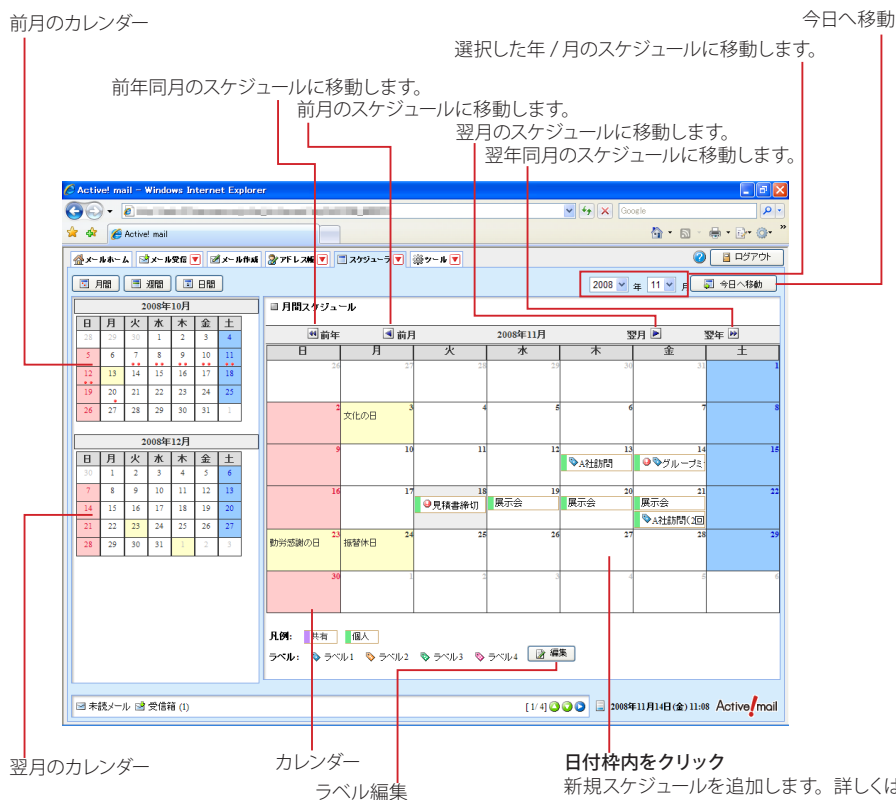 前月のカレンダー
今日へ移動
選択した年 / 月のスケジュールに移動します。
前年同月のスケジュールに移動します。
前月のスケジュールに移動します。
翌月のスケジュールに移動します。
翌年同月のスケジュールに移動します。
Active! mail - Windows Internet Explorer
Google
Active! mail
メールホーム メール受信 メール作成 アドレス帳 スケジューラ ツール ログアウト
月間 週間 日間 2008 年 11 月 今日へ移動
2008年10月
日 月 火 水 木 金 土
28 29 30 1 2 3 4
5 6 7 8 9 10 11
12 13 14 15 16 17 18
19 20 21 22 23 24 25
26 27 28 29 30 31 1
2008年12月
日 月 火 水 木 金 土
30 1 2 3 4 5 6
7 8 9 10 11 12 13
14 15 16 17 18 19 20
21 22 23 24 25 26 27
28 29 30 31 1 2 3
月間スケジュール
前年 前月 2008年11月 翌月 翌年
日 月 火 水 木 金 土
26 27 28 29 30 31 1
2 3 4 5 6 7 8
文化の日
9 10 11 12 13 14 15
A社訪問 グループミ
16 17 18 19 20 21 22
見積書締切 展示会 展示会 展示会
A社訪問(2回
23 24 25 26 27 28 29
勤労感謝の日 振替休日
30 1 2 3 4 5 6
凡例: 共有 個人
ラベル: ラベル1 ラベル2 ラベル3 ラベル4 編集
未読メール 受信箱 (1) [1/4] 2008年11月14日(金) 11:08 Active! mail
翌月のカレンダー
カレンダー
ラベル編集
日付枠内をクリック
新規スケジュールを追加します。詳しくは